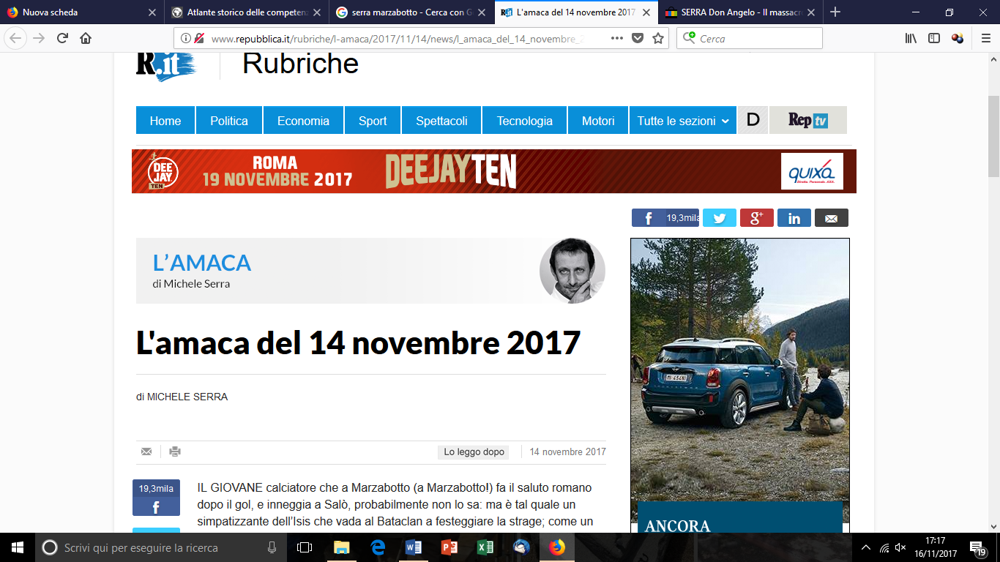 Nuova scheda
Atlante storico delle competen
serra marzabotto - Cerca con G
R.it L'amaca del 14 novembre 2017
SERRA Don Angelo - Il massacr
www.repubblica.it/rubriche/l-amaca/2017/11/14/news/l_amaca_del_14_novembre_2
Cerca
R.it
Rubriche
Home Politica Economia Sport Spettacoli Tecnologia Motori Tutte le sezioni D Rep tv
DEEJAY TEN
ROMA
19 NOVEMBRE 2017
DEEJAYTEN
quixa
19,3mila
g+
in
L'AMACA
di Michele Serra
L'amaca del 14 novembre 2017
di MICHELE SERRA
Lo leggo dopo
14 novembre 2017
19,3mila
IL GIOVANE calciatore che a Marzabotto (a Marzabotto!) fa il saluto romano
dopo il gol, e inneggia a Salò, probabilmente non lo sa: ma è tal quale un
simpatizzante dell'Isis che vada al Bataclan a festeggiare la strage; come un
ANCORA
Scrivi qui per eseguire la ricerca
17:17
16/11/2017
19